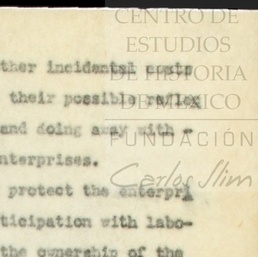 CENTRO DE
ESTUDIOS
DE HISTORIA
DE MÉXICO
FUNDACIÓN
Carlos Slim
ther incidental costs
their possible reflex
and doing away with -
nterprises.
protect the enterpri
ticipation with labo-
the ownership of the